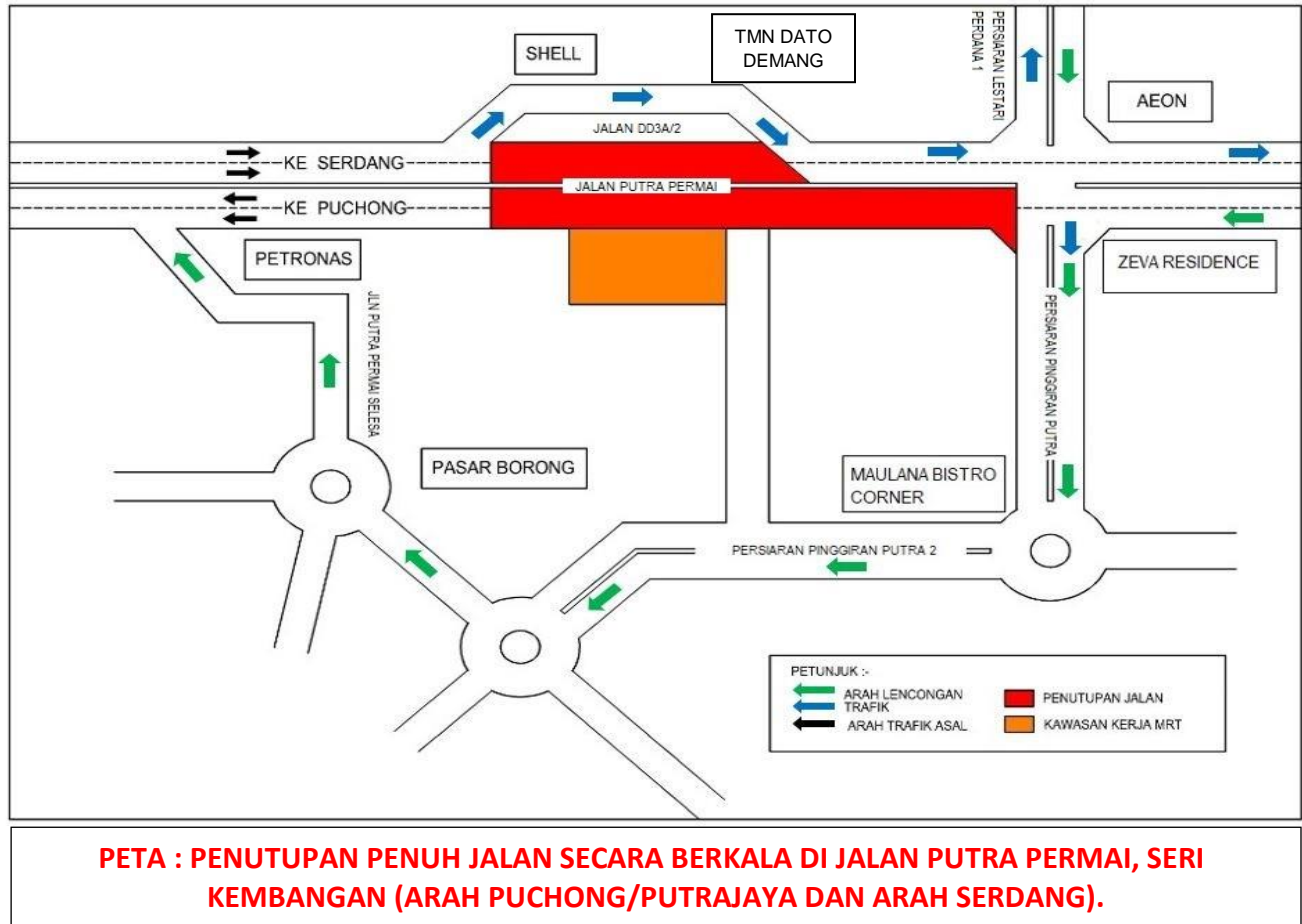 SHELL
TMN DATO
DEMANG
PERSIARAN LESTARI
PERDANA 1
AEON
JALAN DD3A/2
KE SERDANG
JALAN PUTRA PERMAI
KE PUCHONG
PETRONAS
ZEVA RESIDENCE
JLN PUTRA PERMAI SELESA
PERSIARAN PINGGIRAN PUTRA
PASAR BORONG
MAULANA BISTRO
CORNER
PERSIARAN PINGGIRAN PUTRA 2
PETUNJUK :-
ARAH LENCONGAN
TRAFIK
ARAH TRAFIK ASAL
PENUTUPAN JALAN
KAWASAN KERJA MRT
PETA : PENUTUPAN PENUH JALAN SECARA BERKALA DI JALAN PUTRA PERMAI, SERI
KEMBANGAN (ARAH PUCHONG/PUTRAJAYA DAN ARAH SERDANG).